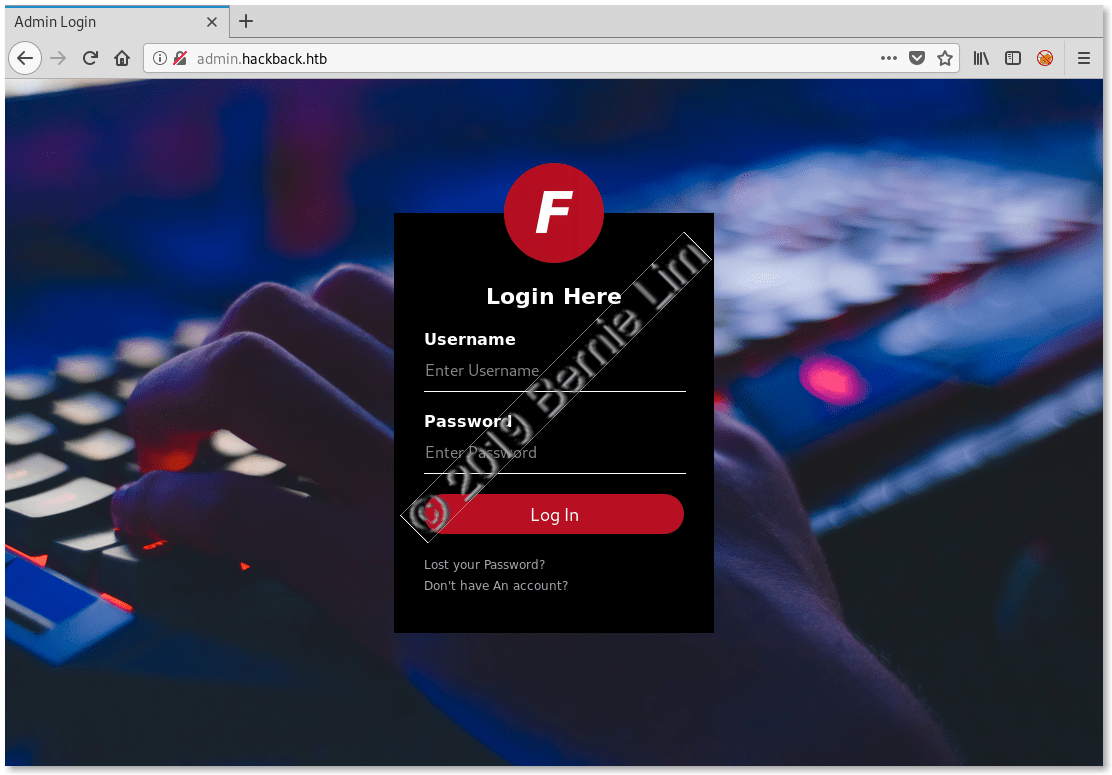 Admin Login
admin.hackback.htb
F
Login Here
Username
Enter Username
Password
Enter Password
Log In
Lost your Password?
Don't have An account?
© 2019 Bernie Lim